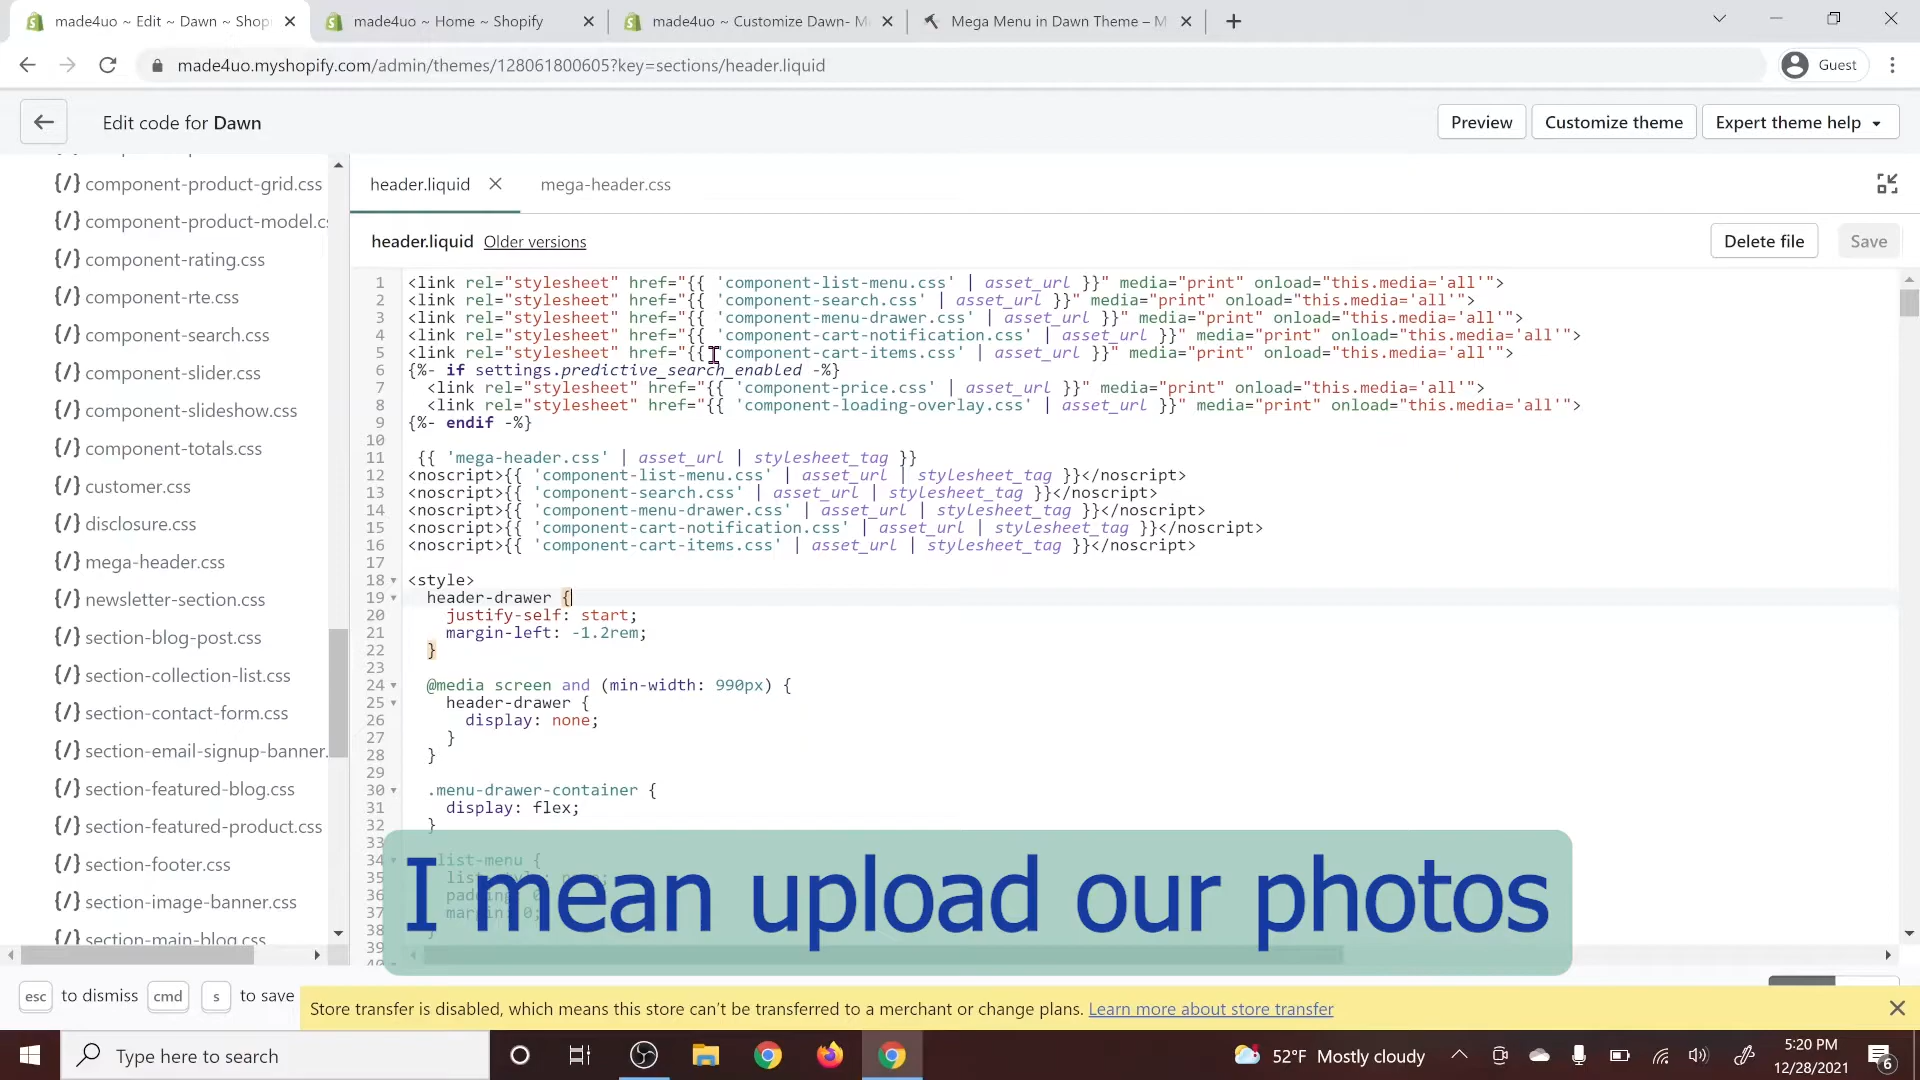 made4uo ~ Edit ~ Dawn ~ Shop
made4uo ~ Home ~ Shopify
made4uo ~ Customize Dawn- M
Mega Menu in Dawn Theme – M
made4uo.myshopify.com/admin/themes/128061800605?key=sections/header.liquid
Guest
Edit code for Dawn
Preview
Customize theme
Expert theme help
{/} component-product-grid.css
{/} component-product-model.c
{/} component-rating.css
{/} component-rte.css
{/} component-search.css
{/} component-slider.css
{/} component-slideshow.css
{/} component-totals.css
{/} customer.css
{/} disclosure.css
{/} mega-header.css
{/} newsletter-section.css
{/} section-blog-post.css
{/} section-collection-list.css
{/} section-contact-form.css
{/} section-email-signup-banner.
{/} section-featured-blog.css
{/} section-featured-product.css
{/} section-footer.css
{/} section-image-banner.css
{/} section-main-blog.css
header.liquid
mega-header.css
header.liquid Older versions
Delete file
Save
1 <link rel="stylesheet" href="{{ 'component-list-menu.css' | asset_url }}" media="print" onload="this.media='all'">
2 <link rel="stylesheet" href="{{ 'component-search.css' | asset_url }}" media="print" onload="this.media='all'">
3 <link rel="stylesheet" href="{{ 'component-menu-drawer.css' | asset_url }}" media="print" onload="this.media='all'">
4 <link rel="stylesheet" href="{{ 'component-cart-notification.css' | asset_url }}" media="print" onload="this.media='all'">
5 <link rel="stylesheet" href="{{ 'component-cart-items.css' | asset_url }}" media="print" onload="this.media='all'">
6 {%- if settings.predictive_search_enabled -%}
7 <link rel="stylesheet" href="{{ 'component-price.css' | asset_url }}" media="print" onload="this.media='all'">
8 <link rel="stylesheet" href="{{ 'component-loading-overlay.css' | asset_url }}" media="print" onload="this.media='all'">
9 {%- endif -%}
10
11 {{ 'mega-header.css' | asset_url | stylesheet_tag }}
12 <noscript>{{ 'component-list-menu.css' | asset_url | stylesheet_tag }}</noscript>
13 <noscript>{{ 'component-search.css' | asset_url | stylesheet_tag }}</noscript>
14 <noscript>{{ 'component-menu-drawer.css' | asset_url | stylesheet_tag }}</noscript>
15 <noscript>{{ 'component-cart-notification.css' | asset_url | stylesheet_tag }}</noscript>
16 <noscript>{{ 'component-cart-items.css' | asset_url | stylesheet_tag }}</noscript>
17
18 <style>
19 header-drawer {
20 justify-self: start;
21 margin-left: -1.2rem;
22 }
23
24 @media screen and (min-width: 990px) {
25 header-drawer {
26 display: none;
27 }
28 }
29
30 .menu-drawer-container {
31 display: flex;
32 }
33
34 list-menu {
35
36
37
38
39
I mean upload our photos
esc to dismiss cmd s to save
Store transfer is disabled, which means this store can't be transferred to a merchant or change plans. Learn more about store transfer
Type here to search
52°F Mostly cloudy
5:20 PM
12/28/2021
6